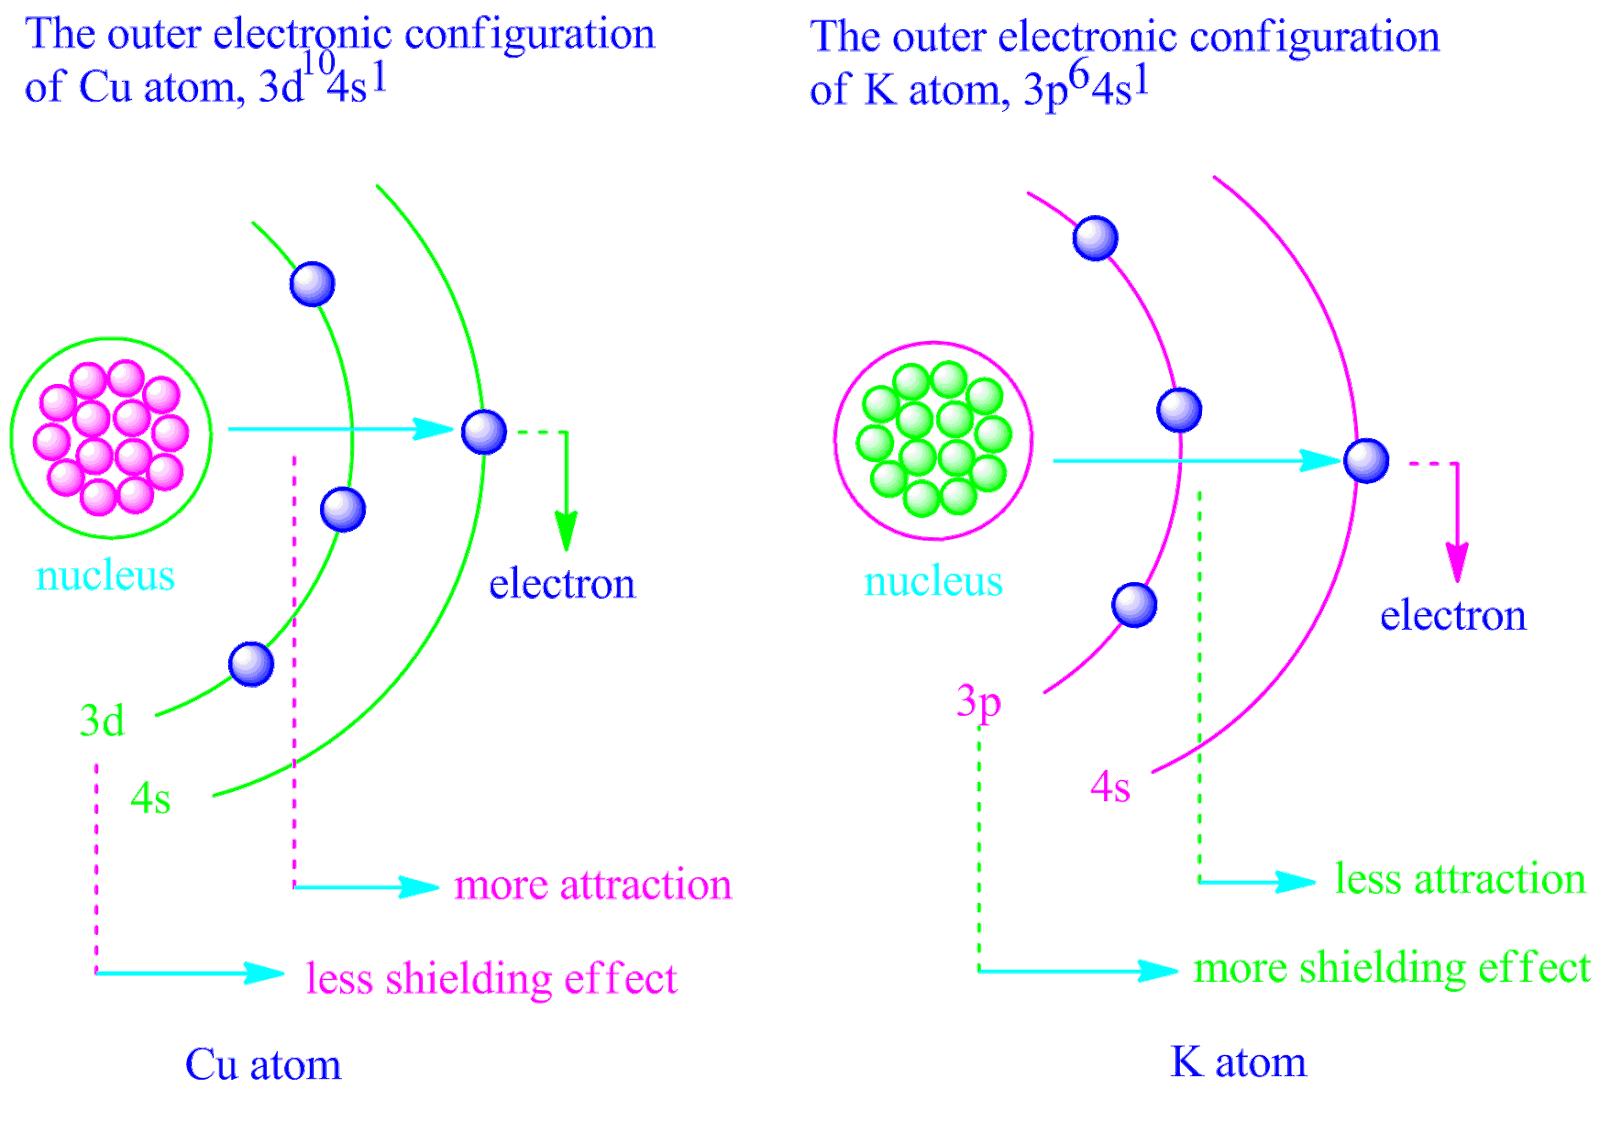 The outer electronic configuration
of Cu atom, 3d¹⁰4s¹
nucleus
electron
3d
4s
more attraction
less shielding effect
Cu atom
The outer electronic configuration
of K atom, 3p⁶4s¹
nucleus
electron
3p
4s
less attraction
more shielding effect
K atom